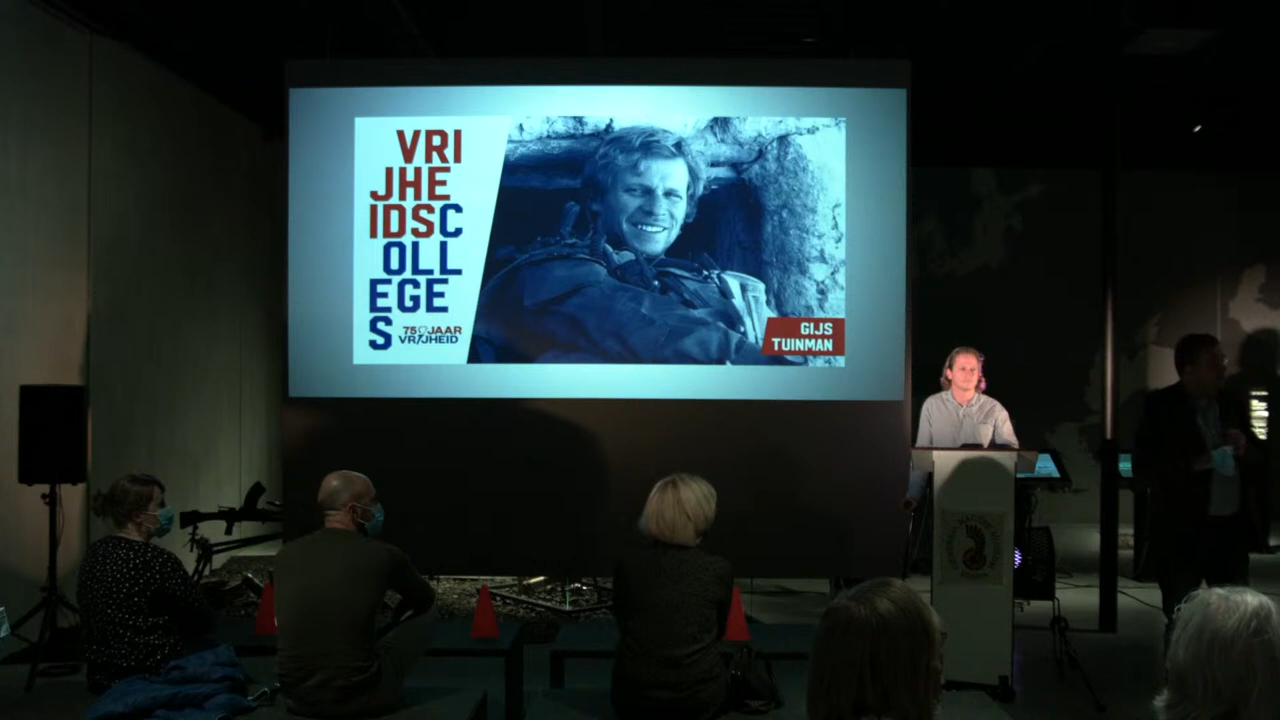 VRI
JHE
IDSC
OLL
EGE
S
75 JAAR
VRIJHEID
GIJS
TUINMAN